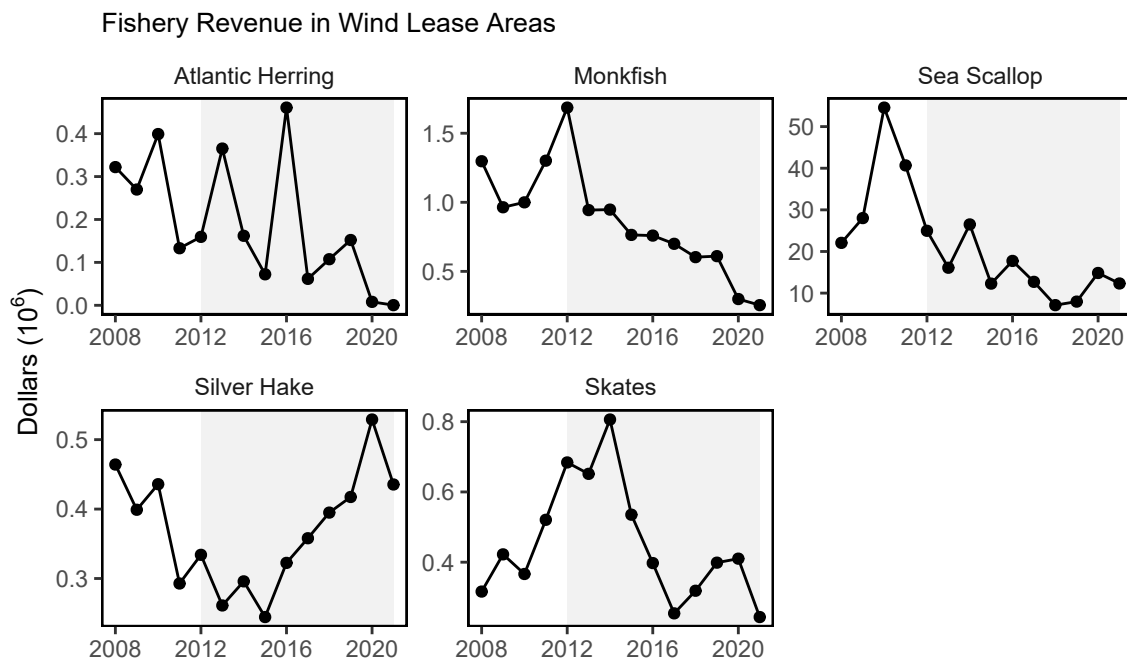 Fishery Revenue in Wind Lease Areas
Atlantic Herring
Monkfish
Sea Scallop
0.4
0.3
0.2
0.1
0.0
2008 2012 2016 2020
1.5
1.0
0.5
2008 2012 2016 2020
50
40
30
20
10
2008 2012 2016 2020
Dollars (10⁶)
Silver Hake
Skates
0.5
0.4
0.3
2008 2012 2016 2020
0.8
0.6
0.4
2008 2012 2016 2020